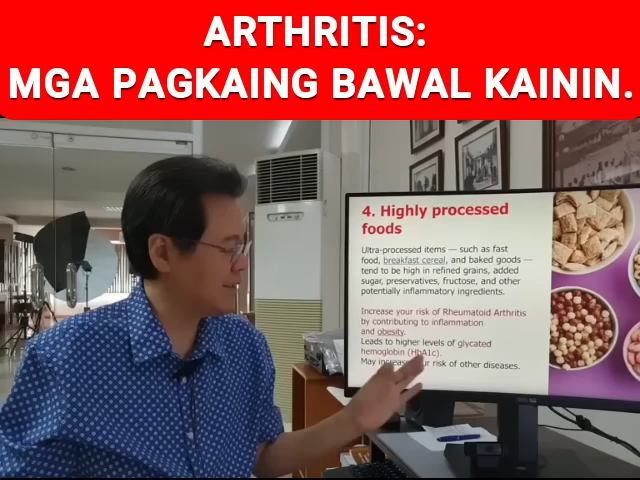 ARTHRITIS:
MGA PAGKAING BAWAL KAININ.
4. Highly processed
foods
Ultra-processed items — such as fast
food, breakfast cereal, and baked goods —
tend to be high in refined grains, added
sugar, preservatives, fructose, and other
potentially inflammatory ingredients.
Increase your risk of Rheumatoid Arthritis
by contributing to inflammation
and obesity.
Leads to higher levels of glycated
hemoglobin (HbA1c).
May increase your risk of other diseases.